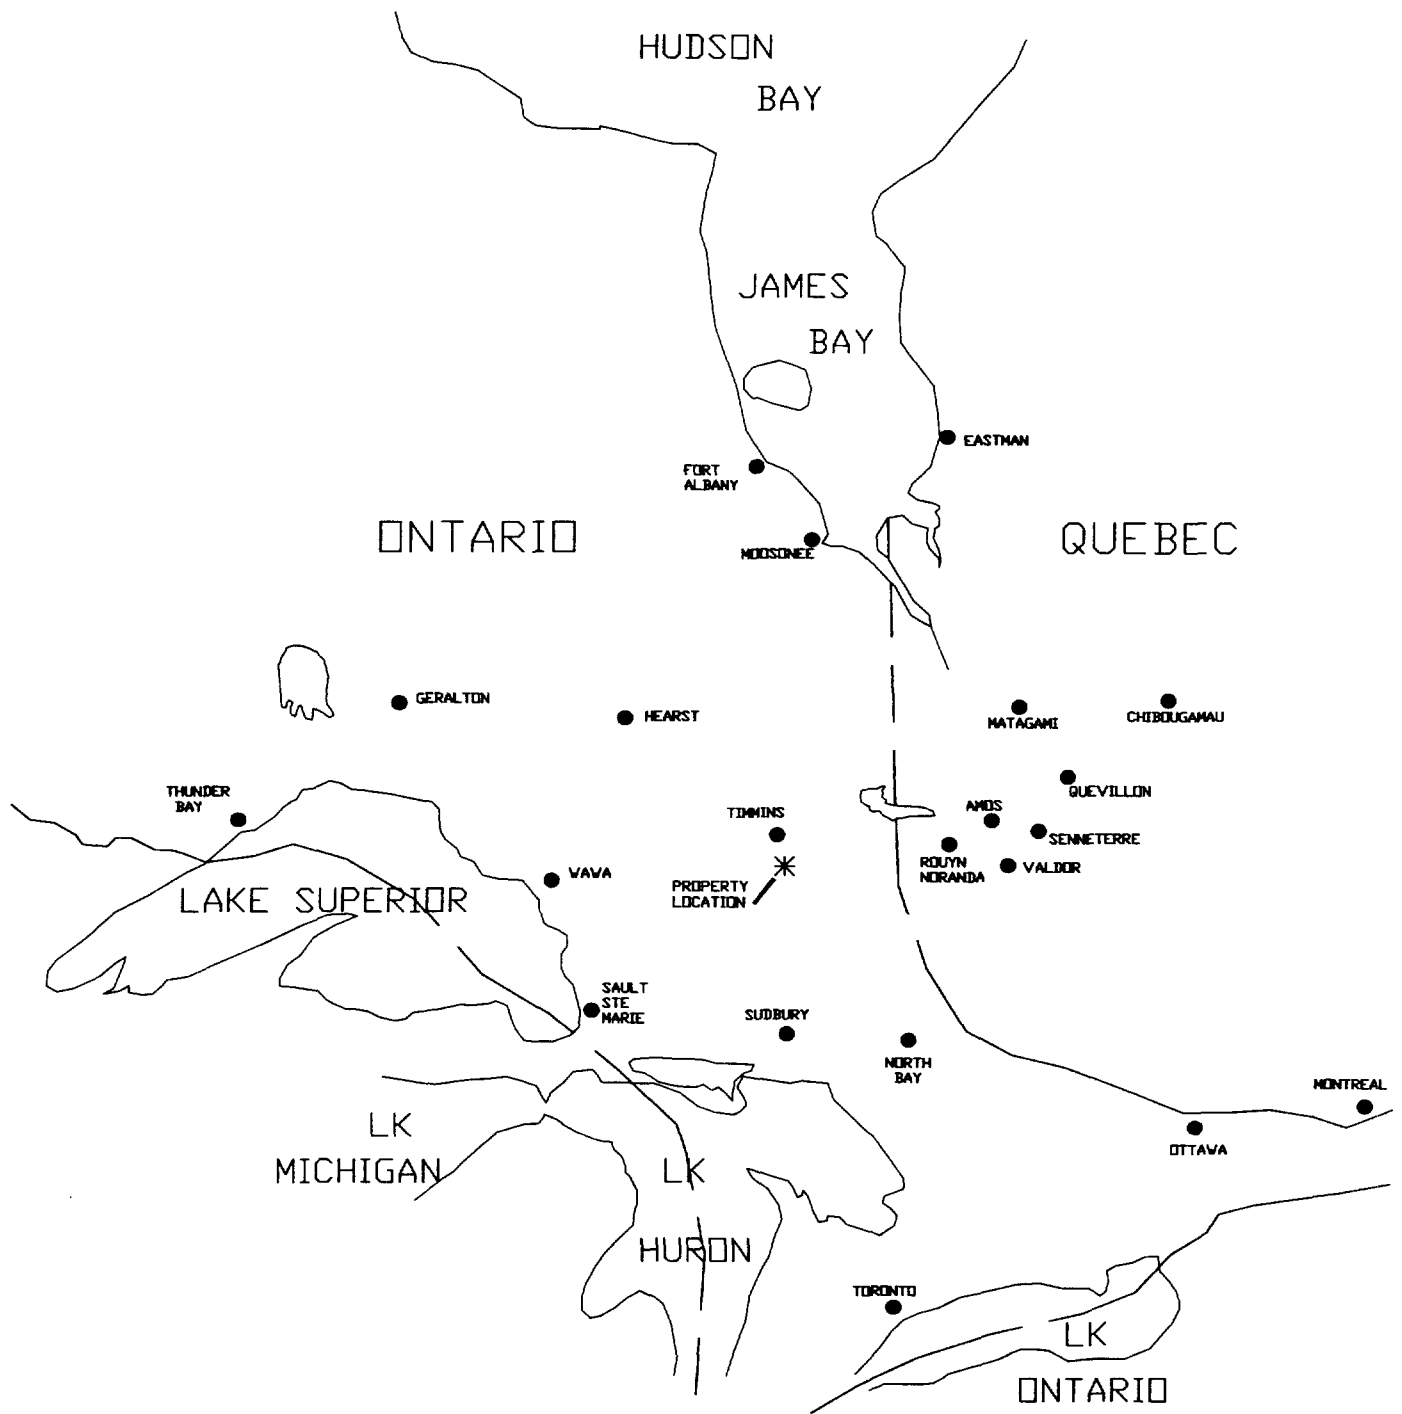 HUDSON
BAY
JAMES
BAY
EASTMAN
FORT
ALBANY
ONTARIO
QUEBEC
MOOSONEE
GERALTON
HEARST
MATAGAMI
CHIBOUGAMAU
THUNDER
BAY
QUEVILLON
TIMMINS
AMOS
SENNETERRE
ROUYN
NORANDA
VALDOR
WAWA
PROPERTY
LOCATION
LAKE SUPERIOR
SAULT
STE
MARIE
SUDBURY
NORTH
BAY
MONTREAL
OTTAWA
LK
MICHIGAN
LK
HURON
TORONTO
LK
ONTARIO